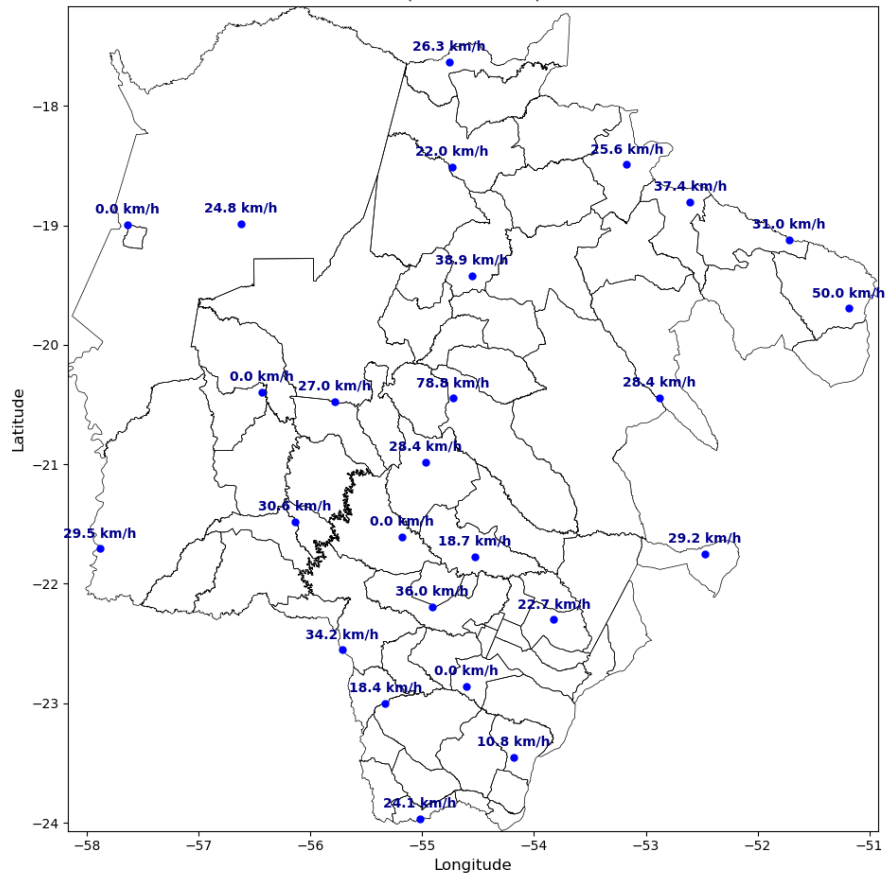 26.3 km/h
−18
22.0 km/h
25.6 km/h
37.4 km/h
0.0 km/h
24.8 km/h
−19
31.0 km/h
38.9 km/h
50.0 km/h
−20
0.0 km/h
27.0 km/h
78.8 km/h
28.4 km/h
Latitude
−21
28.4 km/h
30.6 km/h
0.0 km/h
29.5 km/h
18.7 km/h
29.2 km/h
−22
36.0 km/h
22.7 km/h
34.2 km/h
0.0 km/h
18.4 km/h
−23
10.8 km/h
24.1 km/h
−24
−58 −57 −56 −55 −54 −53 −52 −51
Longitude